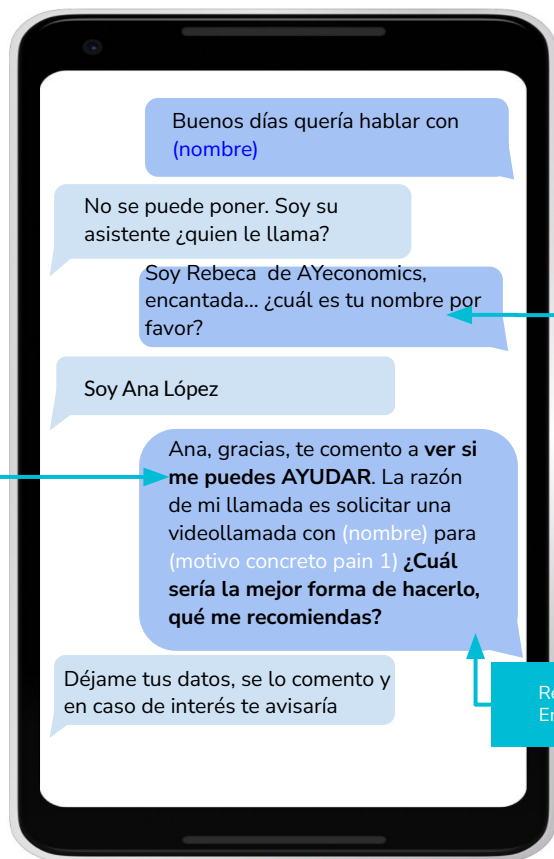 Buenos días quería hablar con
(nombre)
No se puede poner. Soy su
asistente ¿quien le llama?
Soy Rebeca de AYeconomics,
encantada... ¿cuál es tu nombre por
favor?
Soy Ana López
Ana, gracias, te comento a ver si
me puedes AYUDAR. La razón
de mi llamada es solicitar una
videollamada con (nombre) para
(motivo concreto pain 1) ¿Cuál
sería la mejor forma de hacerlo,
qué me recomiendas?
Déjame tus datos, se lo comento y
en caso de interés te avisaría